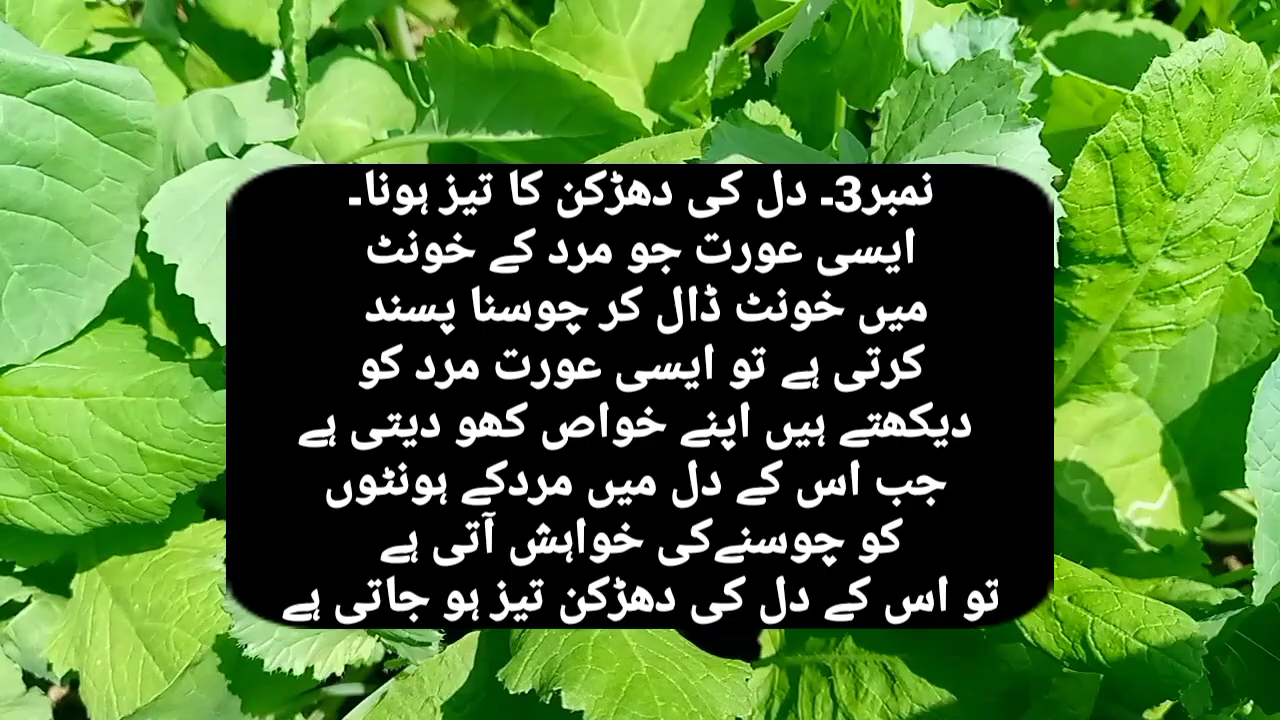 نمبر3۔ دل کی دھڑکن کا تیز ہونا۔
ایسی عورت جو مرد کے خونٹ
میں خونٹ ڈال کر چوسنا پسند
کرتی ہے تو ایسی عورت مرد کو
دیکھتے ہیں اپنے خواص کھو دیتی ہے
جب اس کے دل میں مردکے ہونٹوں
کو چوسنےکی خواہش آتی ہے
تو اس کے دل کی دھڑکن تیز ہو جاتی ہے